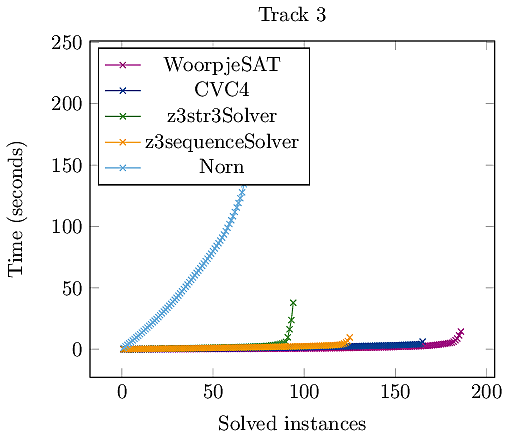 Track 3
250
200
150
100
50
0
Time (seconds)
WoorpjeSAT
CVC4
z3str3Solver
z3sequenceSolver
Norn
0 50 100 150 200
Solved instances